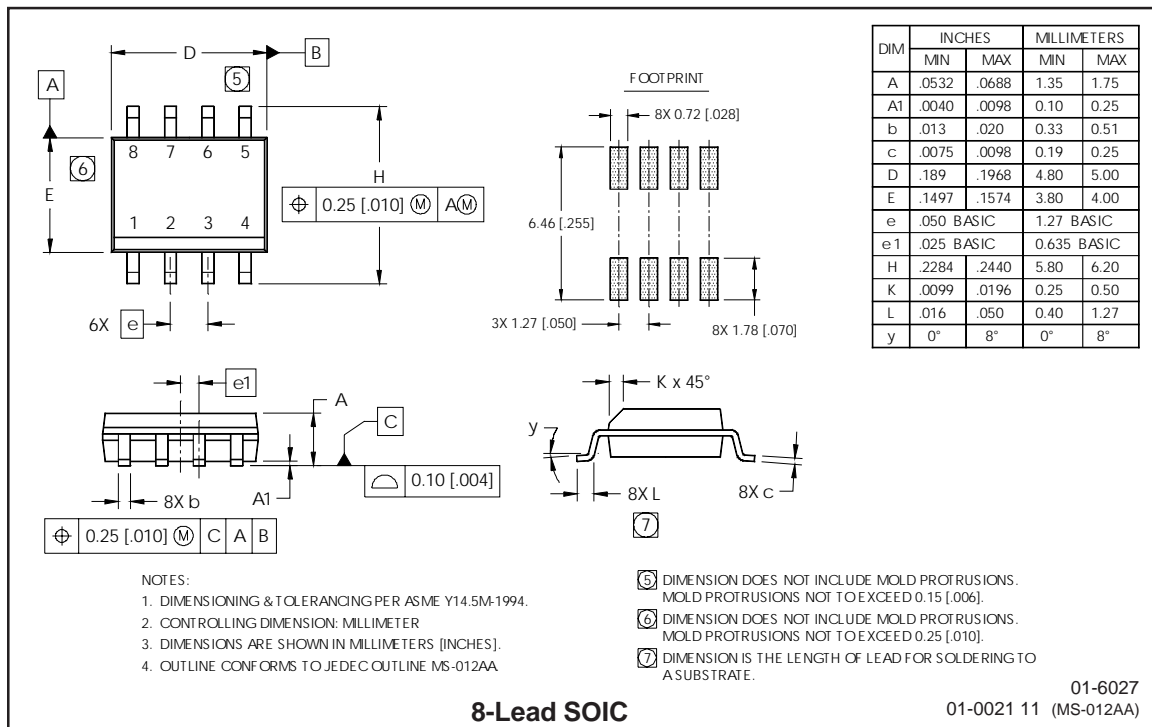 D
B
A
5
8 7 6 5
6
E
H
0.25 [.010] M A M
1 2 3 4
6X e
FOOTPRINT
8X 0.72 [.028]
6.46 [.255]
3X 1.27 [.050]
8X 1.78 [.070]
DIM INCHES MILLIMETERS
MIN MAX MIN MAX
A .0532 .0688 1.35 1.75
A1 .0040 .0098 0.10 0.25
b .013 .020 0.33 0.51
c .0075 .0098 0.19 0.25
D .189 .1968 4.80 5.00
E .1497 .1574 3.80 4.00
e .050 BASIC 1.27 BASIC
e1 .025 BASIC 0.635 BASIC
H .2284 .2440 5.80 6.20
K .0099 .0196 0.25 0.50
L .016 .050 0.40 1.27
y 0° 8° 0° 8°
e1
A
C
0.10 [.004]
8X b
A1
0.25 [.010] M C A B
K x 45°
y
8X L
8X c
7
NOTES:
1. DIMENSIONING & TOLERANCING PER ASME Y14.5M-1994.
2. CONTROLLING DIMENSION: MILLIMETER
3. DIMENSIONS ARE SHOWN IN MILLIMETERS [INCHES].
4. OUTLINE CONFORMS TO JEDEC OUTLINE MS-012AA.
5 DIMENSION DOES NOT INCLUDE MOLD PROTRUSIONS.
MOLD PROTRUSIONS NOT TO EXCEED 0.15 [.006].
6 DIMENSION DOES NOT INCLUDE MOLD PROTRUSIONS.
MOLD PROTRUSIONS NOT TO EXCEED 0.25 [.010].
7 DIMENSION IS THE LENGTH OF LEAD FOR SOLDERING TO
A SUBSTRATE.
8-Lead SOIC
01-6027
01-0021 11 (MS-012AA)